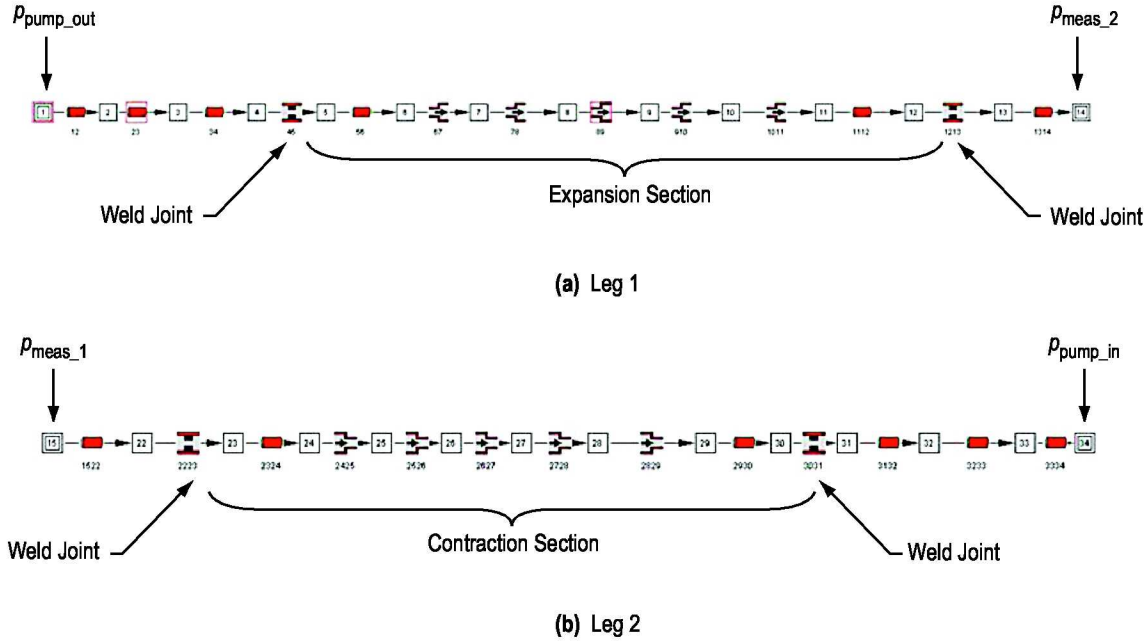 p_pump_out p_meas_2
1 2 3 4 5 6 7 8 9 10 11 12 13 14
12 23 34 45 56 67 78 89 910 1011 1112 1213 1314
Weld Joint Expansion Section Weld Joint
(a) Leg 1
p_meas_1 p_pump_in
15 22 23 24 25 26 27 28 29 30 31 32 33 34
1522 2223 2324 2425 2526 2627 2728 2829 2930 3031 3132 3233 3334
Weld Joint Contraction Section Weld Joint
(b) Leg 2